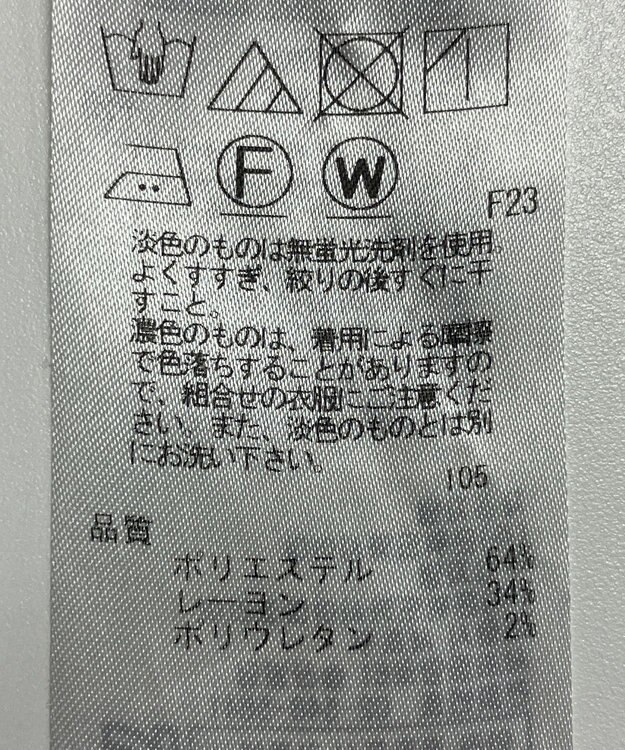 F
W
F23
淡色のものは無蛍光洗剤を使用。
よくすすぎ、絞りの後すぐに干
すこと。
濃色のものは、着用による摩擦
で色落ちすることがありますの
で、組合せの衣服にご注意くだ
さい。また、淡色のものとは別
にお洗い下さい。
105
品質
ポリエステル 64%
レーヨン 34%
ポリウレタン 2%